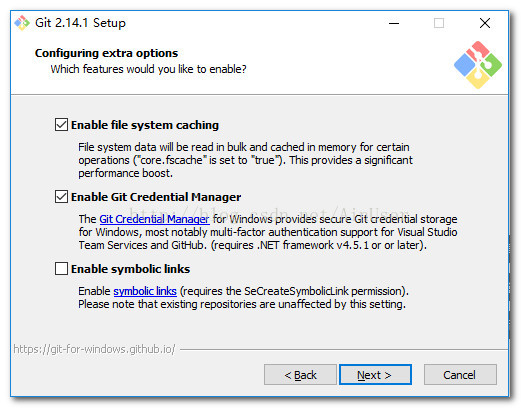 Git 2.14.1 Setup
Configuring extra options
Which features would you like to enable?
Enable file system caching
File system data will be read in bulk and cached in memory for certain
operations ("core.fscache" is set to "true"). This provides a significant
performance boost.
Enable Git Credential Manager
The Git Credential Manager for Windows provides secure Git credential storage
for Windows, most notably multi-factor authentication support for Visual Studio
Team Services and GitHub. (requires .NET framework v4.5.1 or or later).
Enable symbolic links
Enable symbolic links (requires the SeCreateSymbolicLink permission).
Please note that existing repositories are unaffected by this setting.
https://git-for-windows.github.io/
< Back
Next >
Cancel